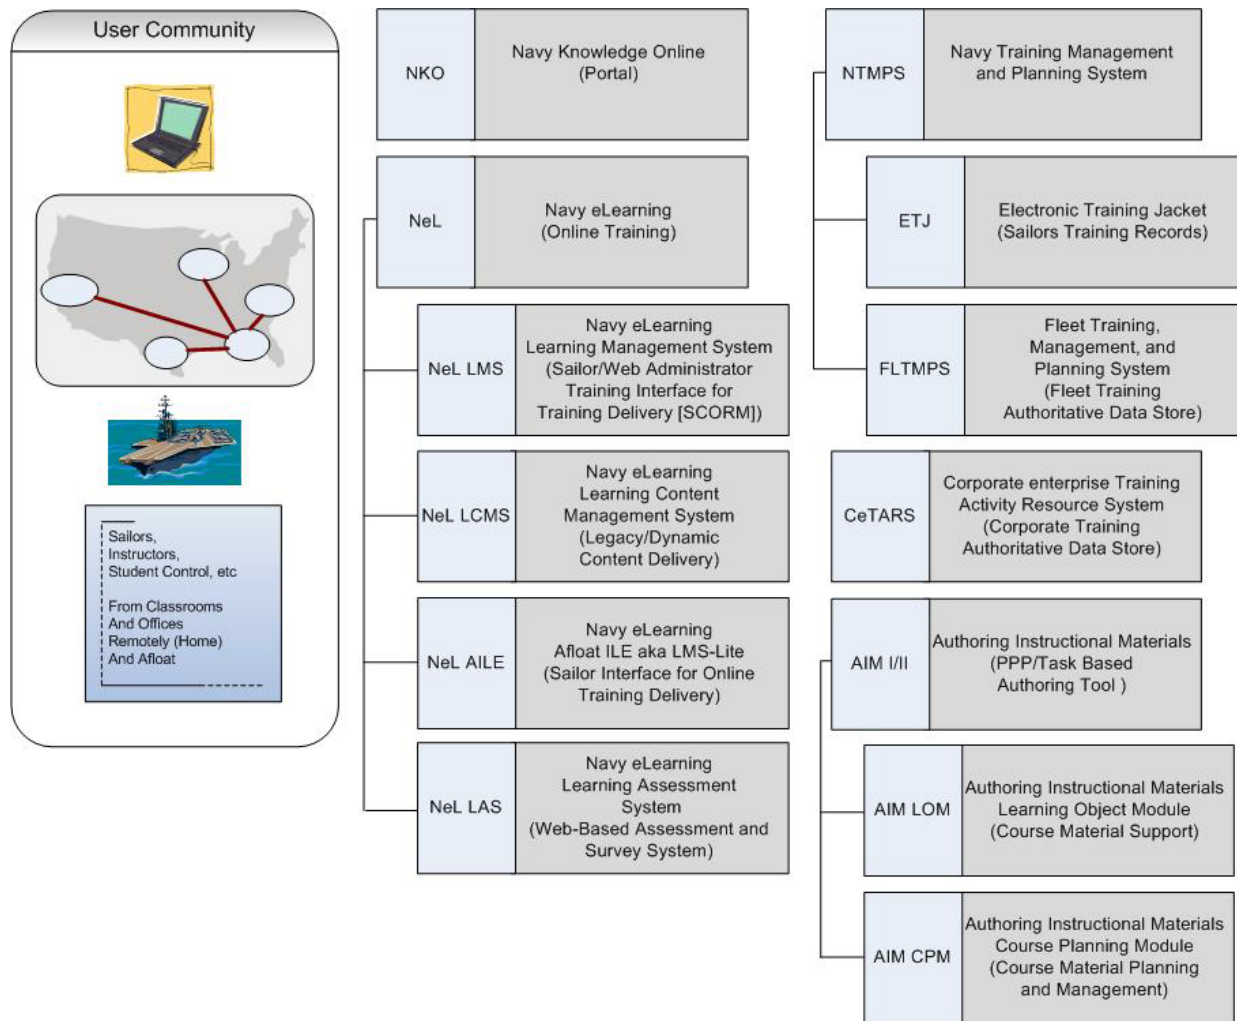 User Community
Sailors,
Instructors,
Student Control, etc
From Classrooms
And Offices
Remotely (Home)
And Afloat
NKO
Navy Knowledge Online
(Portal)
NeL
Navy eLearning
(Online Training)
NeL LMS
Navy eLearning
Learning Management System
(Sailor/Web Administrator
Training Interface for
Training Delivery [SCORM])
NeL LCMS
Navy eLearning
Learning Content
Management System
(Legacy/Dynamic
Content Delivery)
NeL AILE
Navy eLearning
Afloat ILE aka LMS-Lite
(Sailor Interface for Online
Training Delivery)
NeL LAS
Navy eLearning
Learning Assessment
System
(Web-Based Assessment and
Survey System)
NTMPS
Navy Training Management
and Planning System
ETJ
Electronic Training Jacket
(Sailors Training Records)
FLTMPS
Fleet Training,
Management, and
Planning System
(Fleet Training
Authoritative Data Store)
CeTARS
Corporate enterprise Training
Activity Resource System
(Corporate Training
Authoritative Data Store)
AIM I/II
Authoring Instructional Materials
(PPP/Task Based
Authoring Tool )
AIM LOM
Authoring Instructional Materials
Learning Object Module
(Course Material Support)
AIM CPM
Authoring Instructional Materials
Course Planning Module
(Course Material Planning
and Management)